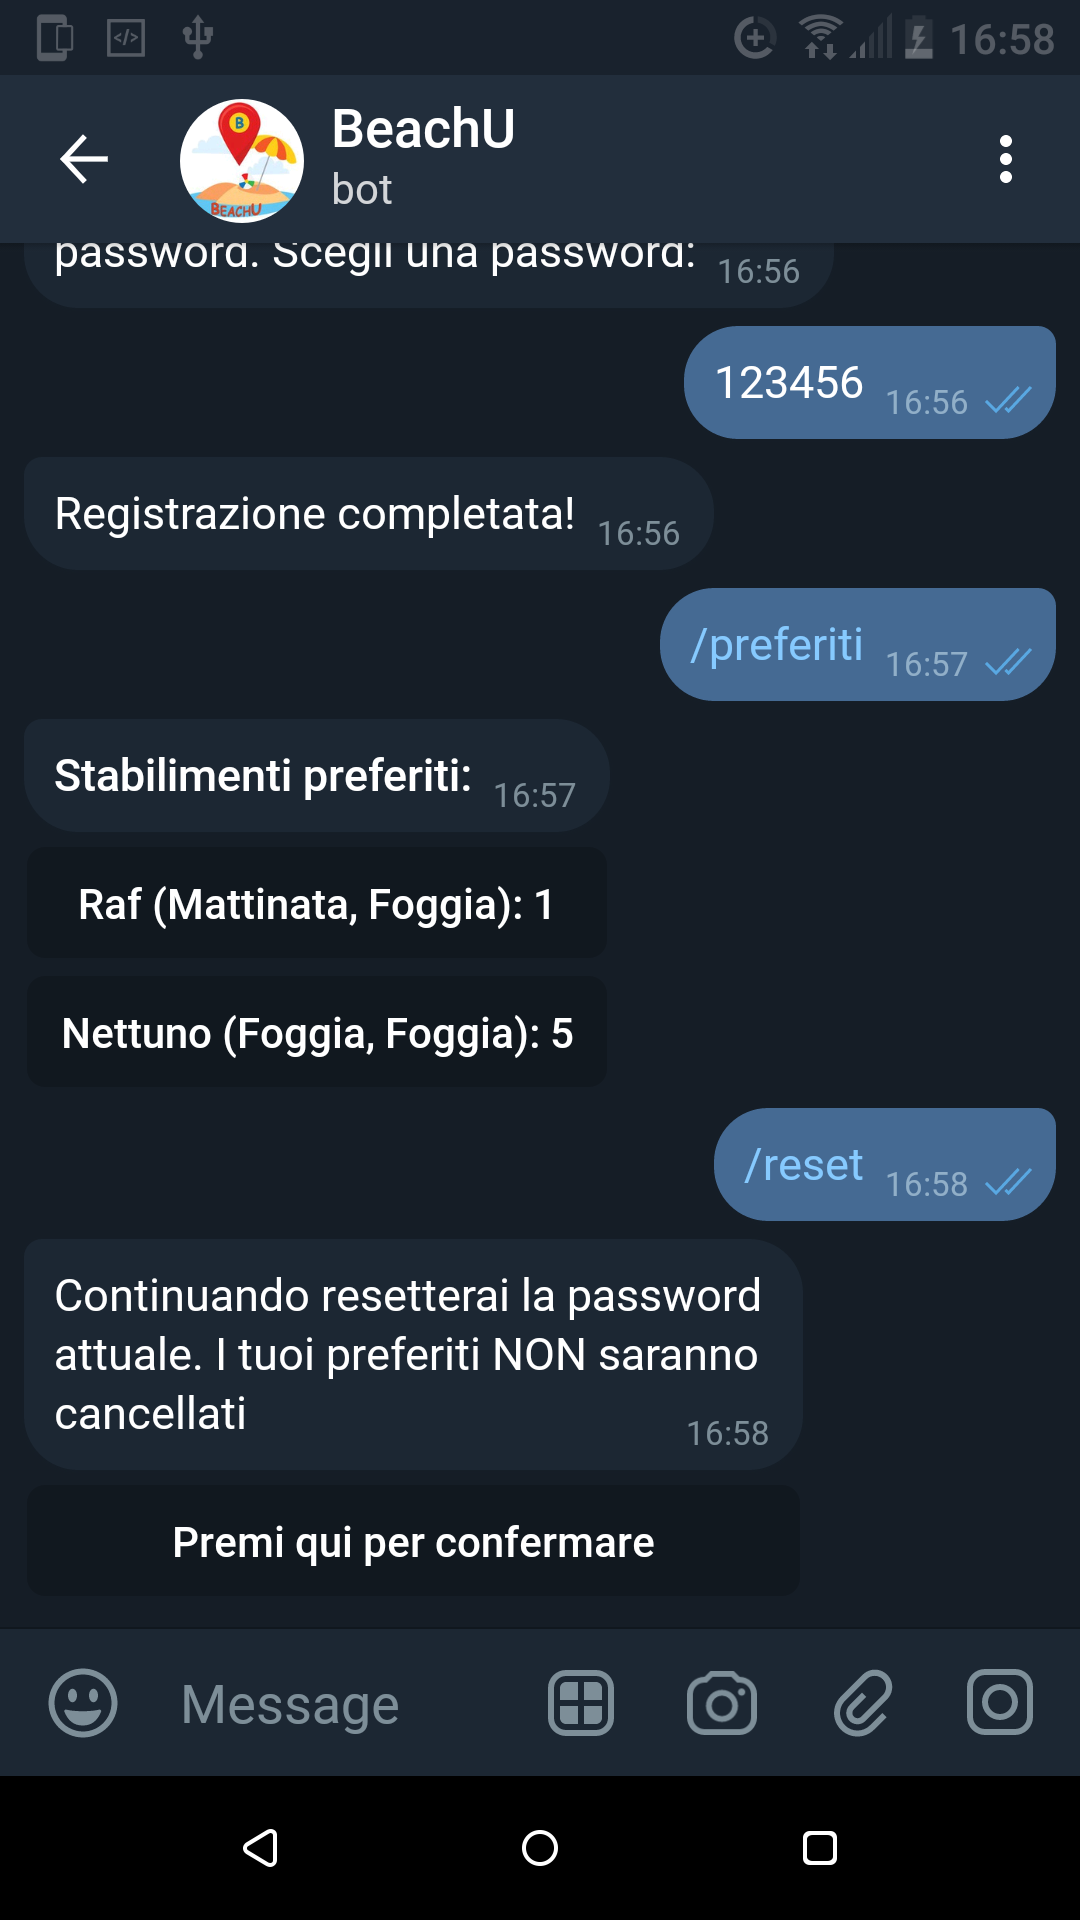 16:58
BeachU
bot
password. Scegli una password: 16:56
123456 16:56
Registrazione completata! 16:56
/preferiti 16:57
Stabilimenti preferiti: 16:57
Raf (Mattinata, Foggia): 1
Nettuno (Foggia, Foggia): 5
/reset 16:58
Continuando resetterai la password
attuale. I tuoi preferiti NON saranno
cancellati 16:58
Premi qui per confermare
Message
B
BEACHU